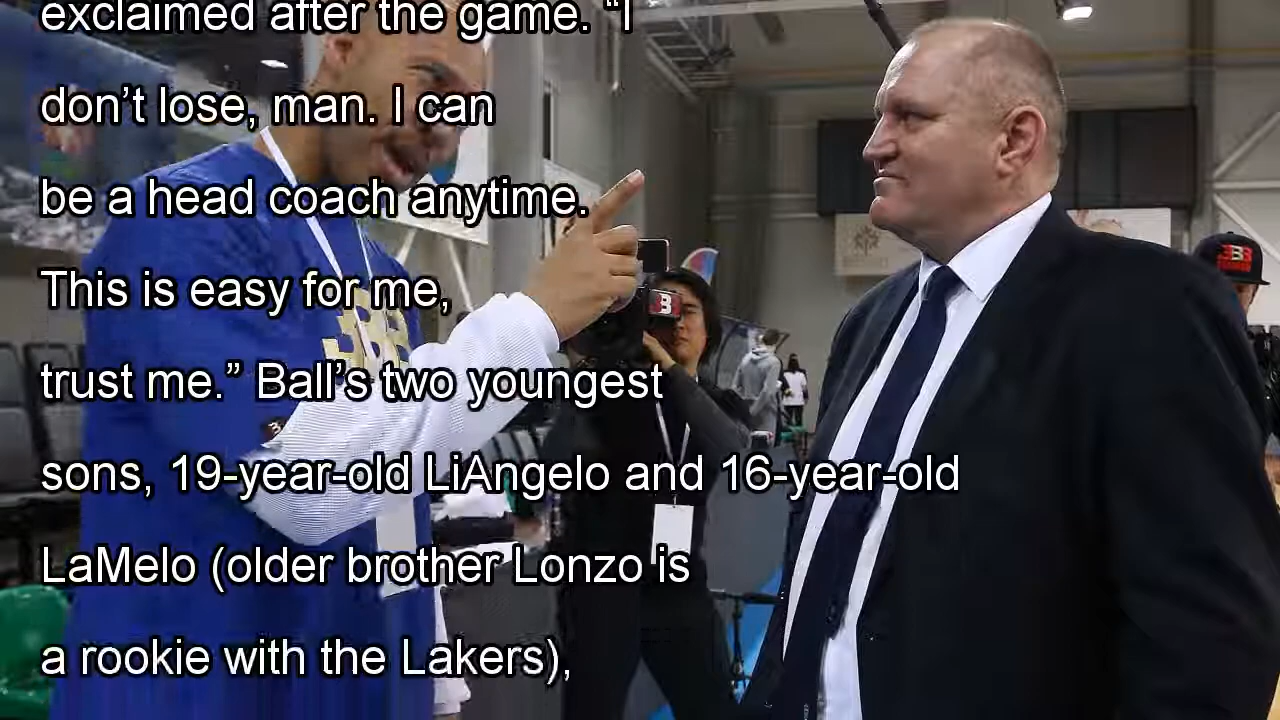 exclaimed after the game. “I
don’t lose, man. I can
be a head coach anytime.
This is easy for me,
trust me.” Ball’s two youngest
sons, 19-year-old LiAngelo and 16-year-old
LaMelo (older brother Lonzo is
a rookie with the Lakers),
BBB
B
BBB